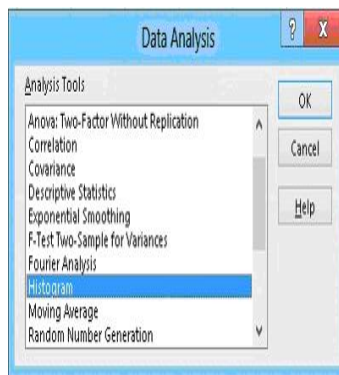 Data Analysis
?
X
Analysis Tools
Anova: Two-Factor Without Replication
Correlation
Covariance
Descriptive Statistics
Exponential Smoothing
F-Test Two-Sample for Variances
Fourier Analysis
Histogram
Moving Average
Random Number Generation
OK
Cancel
Help